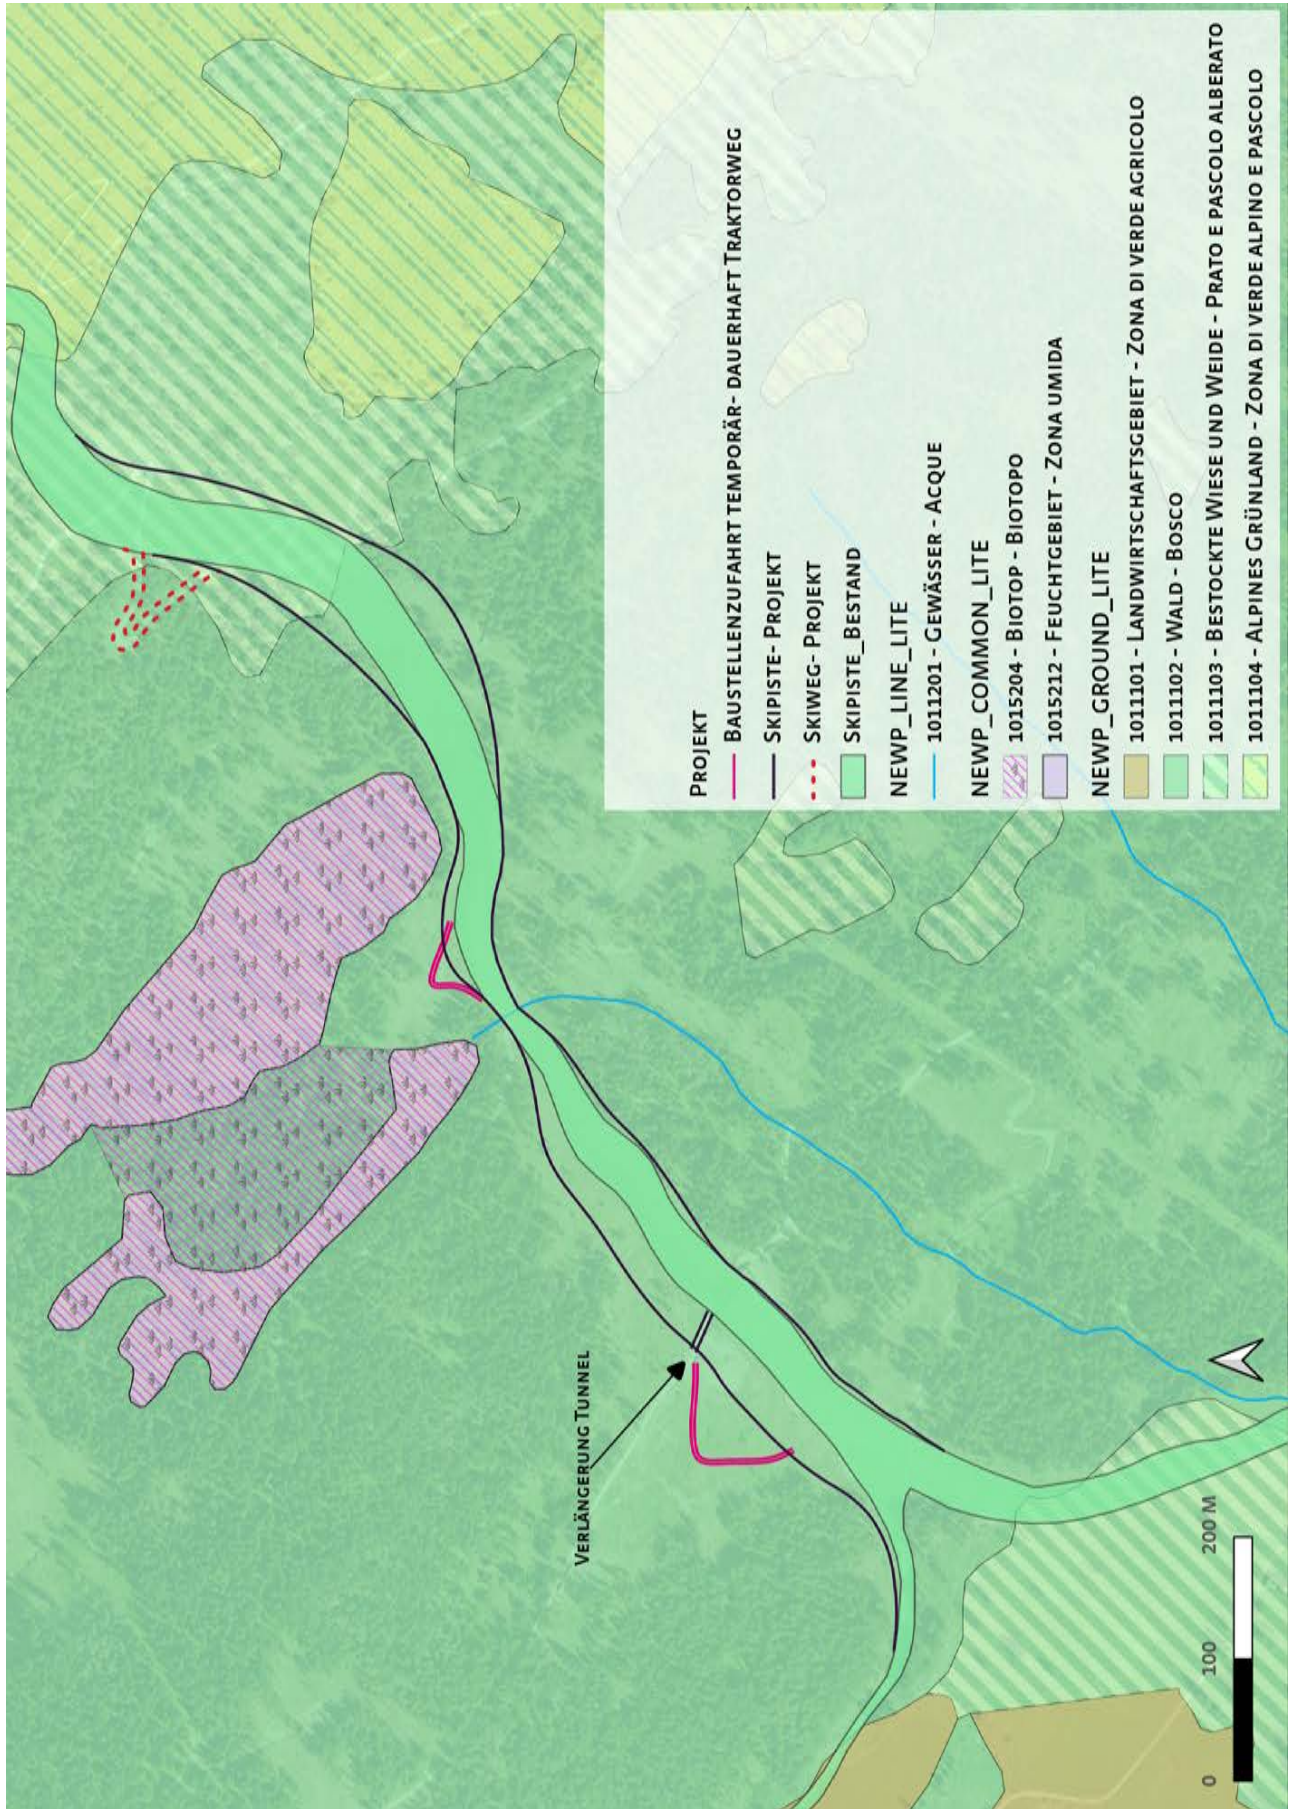 PROJEKT
BAUSTELLENZUFAHRT TEMPORÄR- DAUERHAFT TRAKTORWEG
SKIPISTE- PROJEKT
SKIWEG- PROJEKT
SKIPISTE_BESTAND
NEWP_LINE_LITE
1011201 - GEWÄSSER - ACQUE
NEWP_COMMON_LITE
1015204 - BIOTOP - BIOTOPO
1015212 - FEUCHTGEBIET - ZONA UMIDA
NEWP_GROUND_LITE
1011101 - LANDWIRTSCHAFTSGEBIET - ZONA DI VERDE AGRICOLO
1011102 - WALD - BOSCO
1011103 - BESTOCKTE WIESE UND WEIDE - PRATO E PASCOLO ALBERATO
1011104 - ALPINES GRÜNLAND - ZONA DI VERDE ALPINO E PASCOLO
VERLÄNGERUNG TUNNEL
0 100 200 M